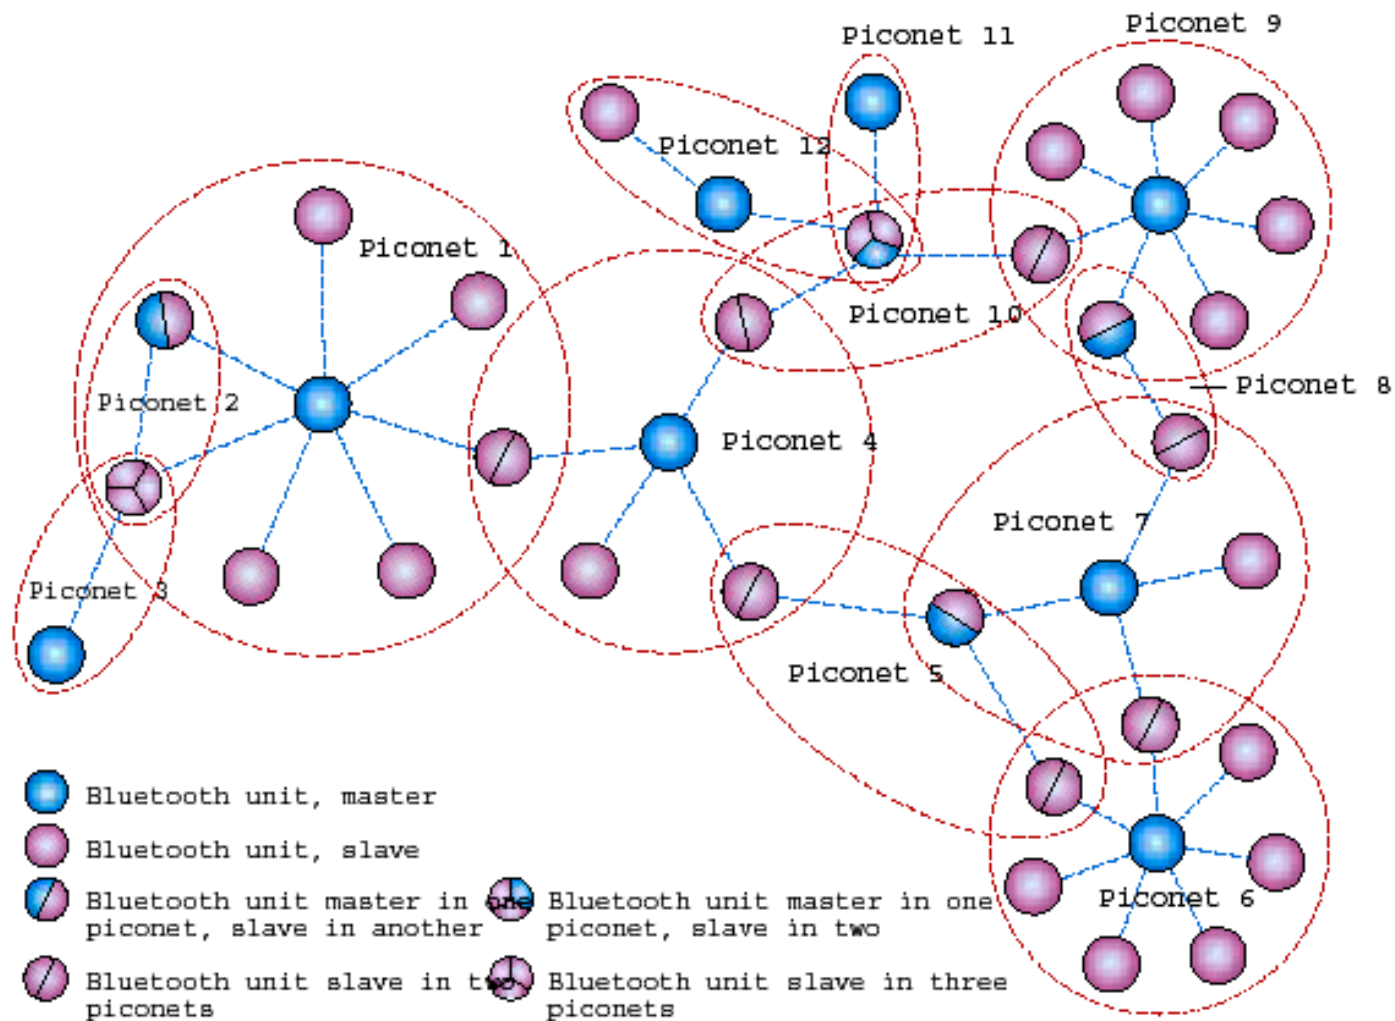 Piconet 9
Piconet 11
Piconet 12
Piconet 1
Piconet 10
Piconet 8
Piconet 2
Piconet 4
Piconet 7
Piconet 3
Piconet 5
Piconet 6
Bluetooth unit, master
Bluetooth unit, slave
Bluetooth unit master in one
piconet, slave in another
Bluetooth unit master in one
piconet, slave in two
Bluetooth unit slave in two
piconets
Bluetooth unit slave in three
piconets